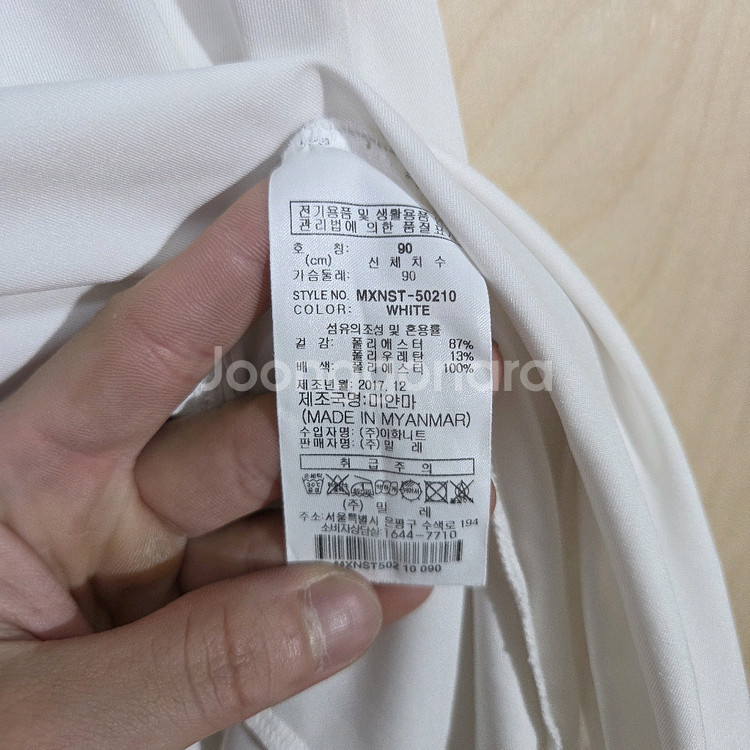 전기용품 및 생활용품
관리법에 의한 품질표
호 칭: 90
(cm) 신 체 치 수
가슴둘레: 90
STYLE NO. MXNST-50210
COLOR: WHITE
섬유의조성 및 혼용률
겉 감: 폴리에스터 87%
폴리우레탄 13%
배 색: 폴리에스터 100%
제조년월: 2017. 12
제조국명:미얀마
(MADE IN MYANMAR)
수입자명: (주)이화니트
판매자명: (주)밀 레
취 급 주 의
(주) 밀 레
주소:서울특별시 은평구 수색로 194
소비자상담실:1644-7710
MXNST502 10 090